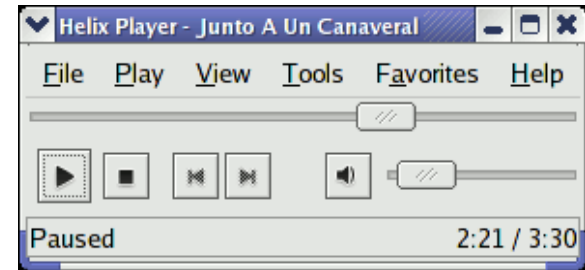 Helix Player - Junto A Un Canaveral
File Play View Tools Favorites Help
Paused 2:21 / 3:30